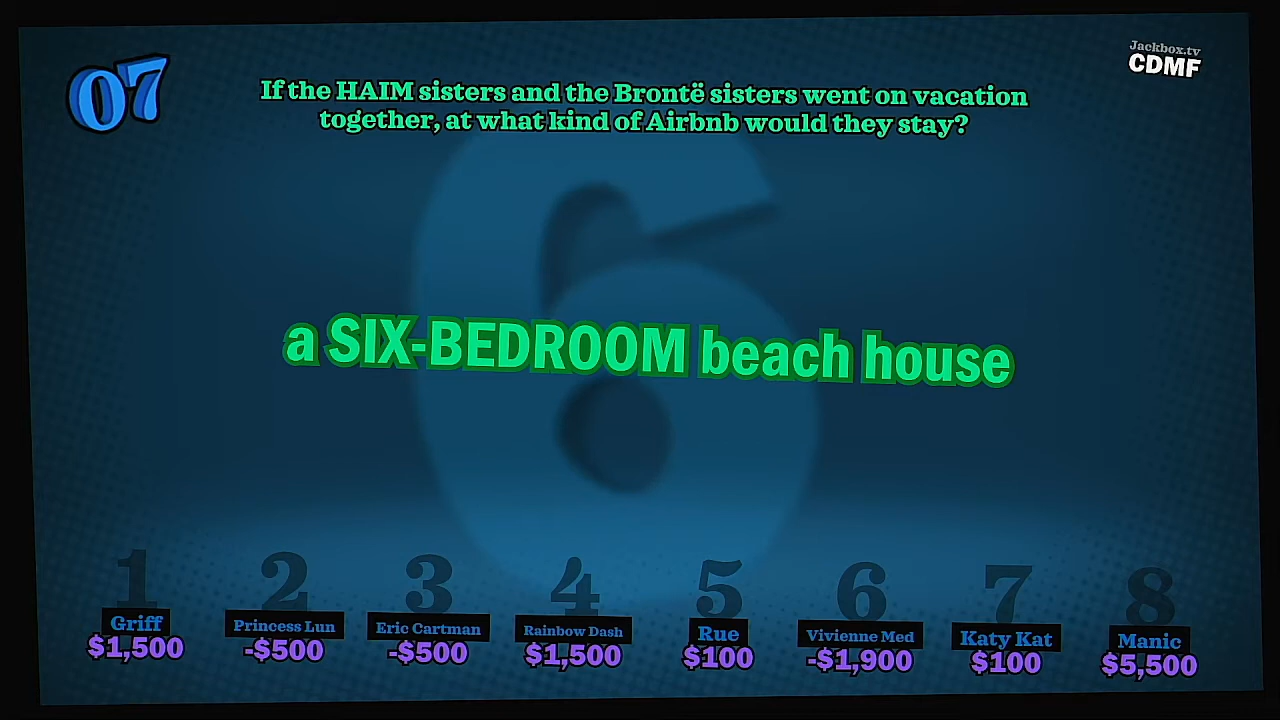 07
Jackbox.tv
CDMF
If the HAIM sisters and the Brontë sisters went on vacation
together, at what kind of Airbnb would they stay?
6
a SIX-BEDROOM beach house
1 2 3 4 5 6 7 8
Griff Princess Lun Eric Cartman Rainbow Dash Rue Vivienne Med Katy Kat Manic
$1,500 -$500 -$500 $1,500 $100 -$1,900 $100 $5,500